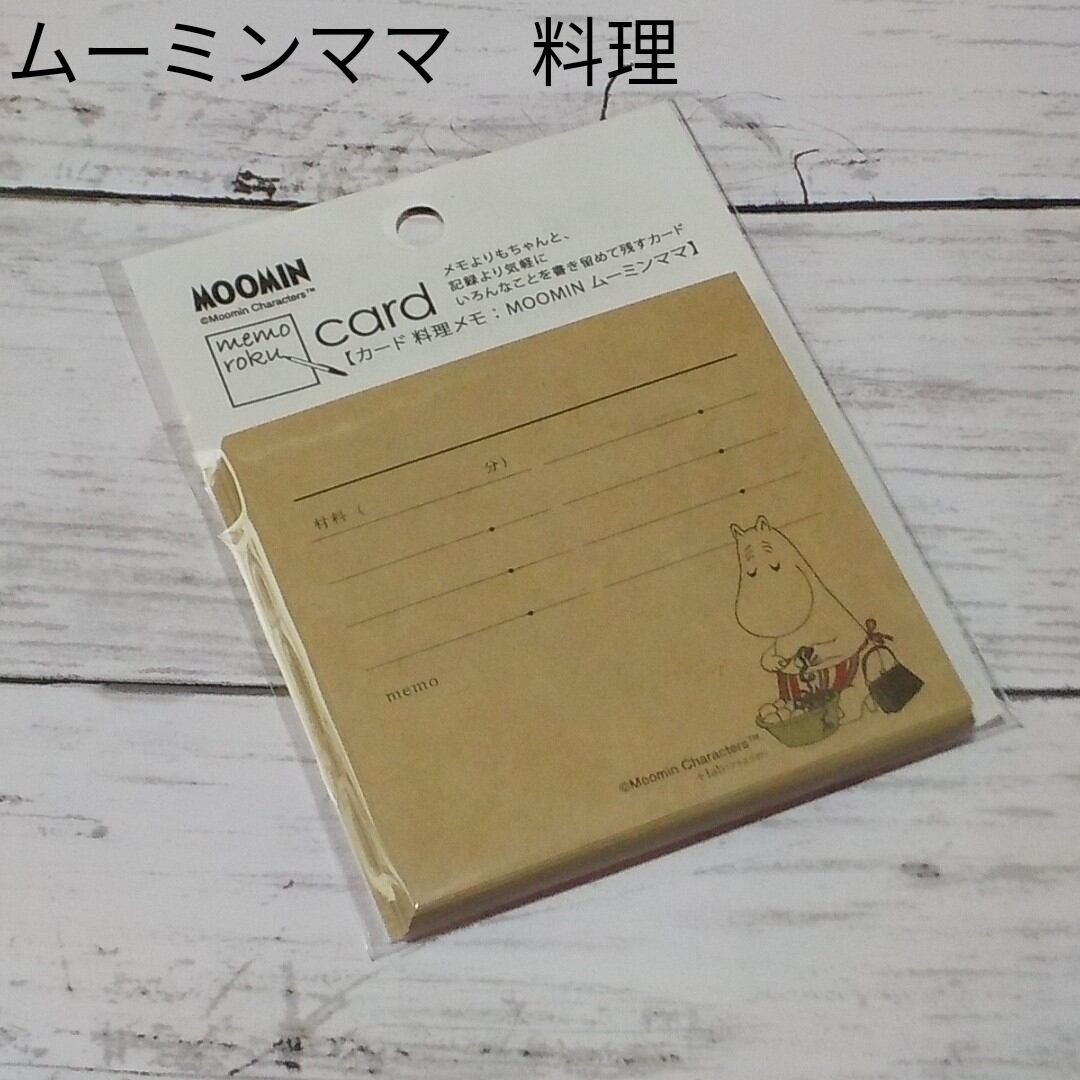 ムーミンママ　料理
MOOMIN
©Moomin Characters™
memo
roku
card
メモよりもちゃんと、
記録より気軽に
いろんなことを書き留めて残すカード
【カード 料理メモ：MOOMIN ムーミンママ】
材料（　　　分）
memo
©Moomin Characters™
+lab